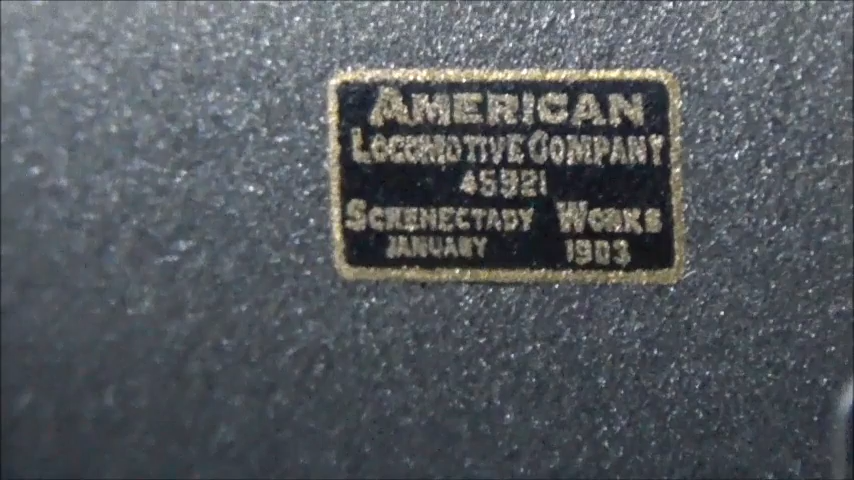 AMERICAN
LOCOMOTIVE COMPANY
45921
SCHENECTADY WORKS
JANUARY 1903